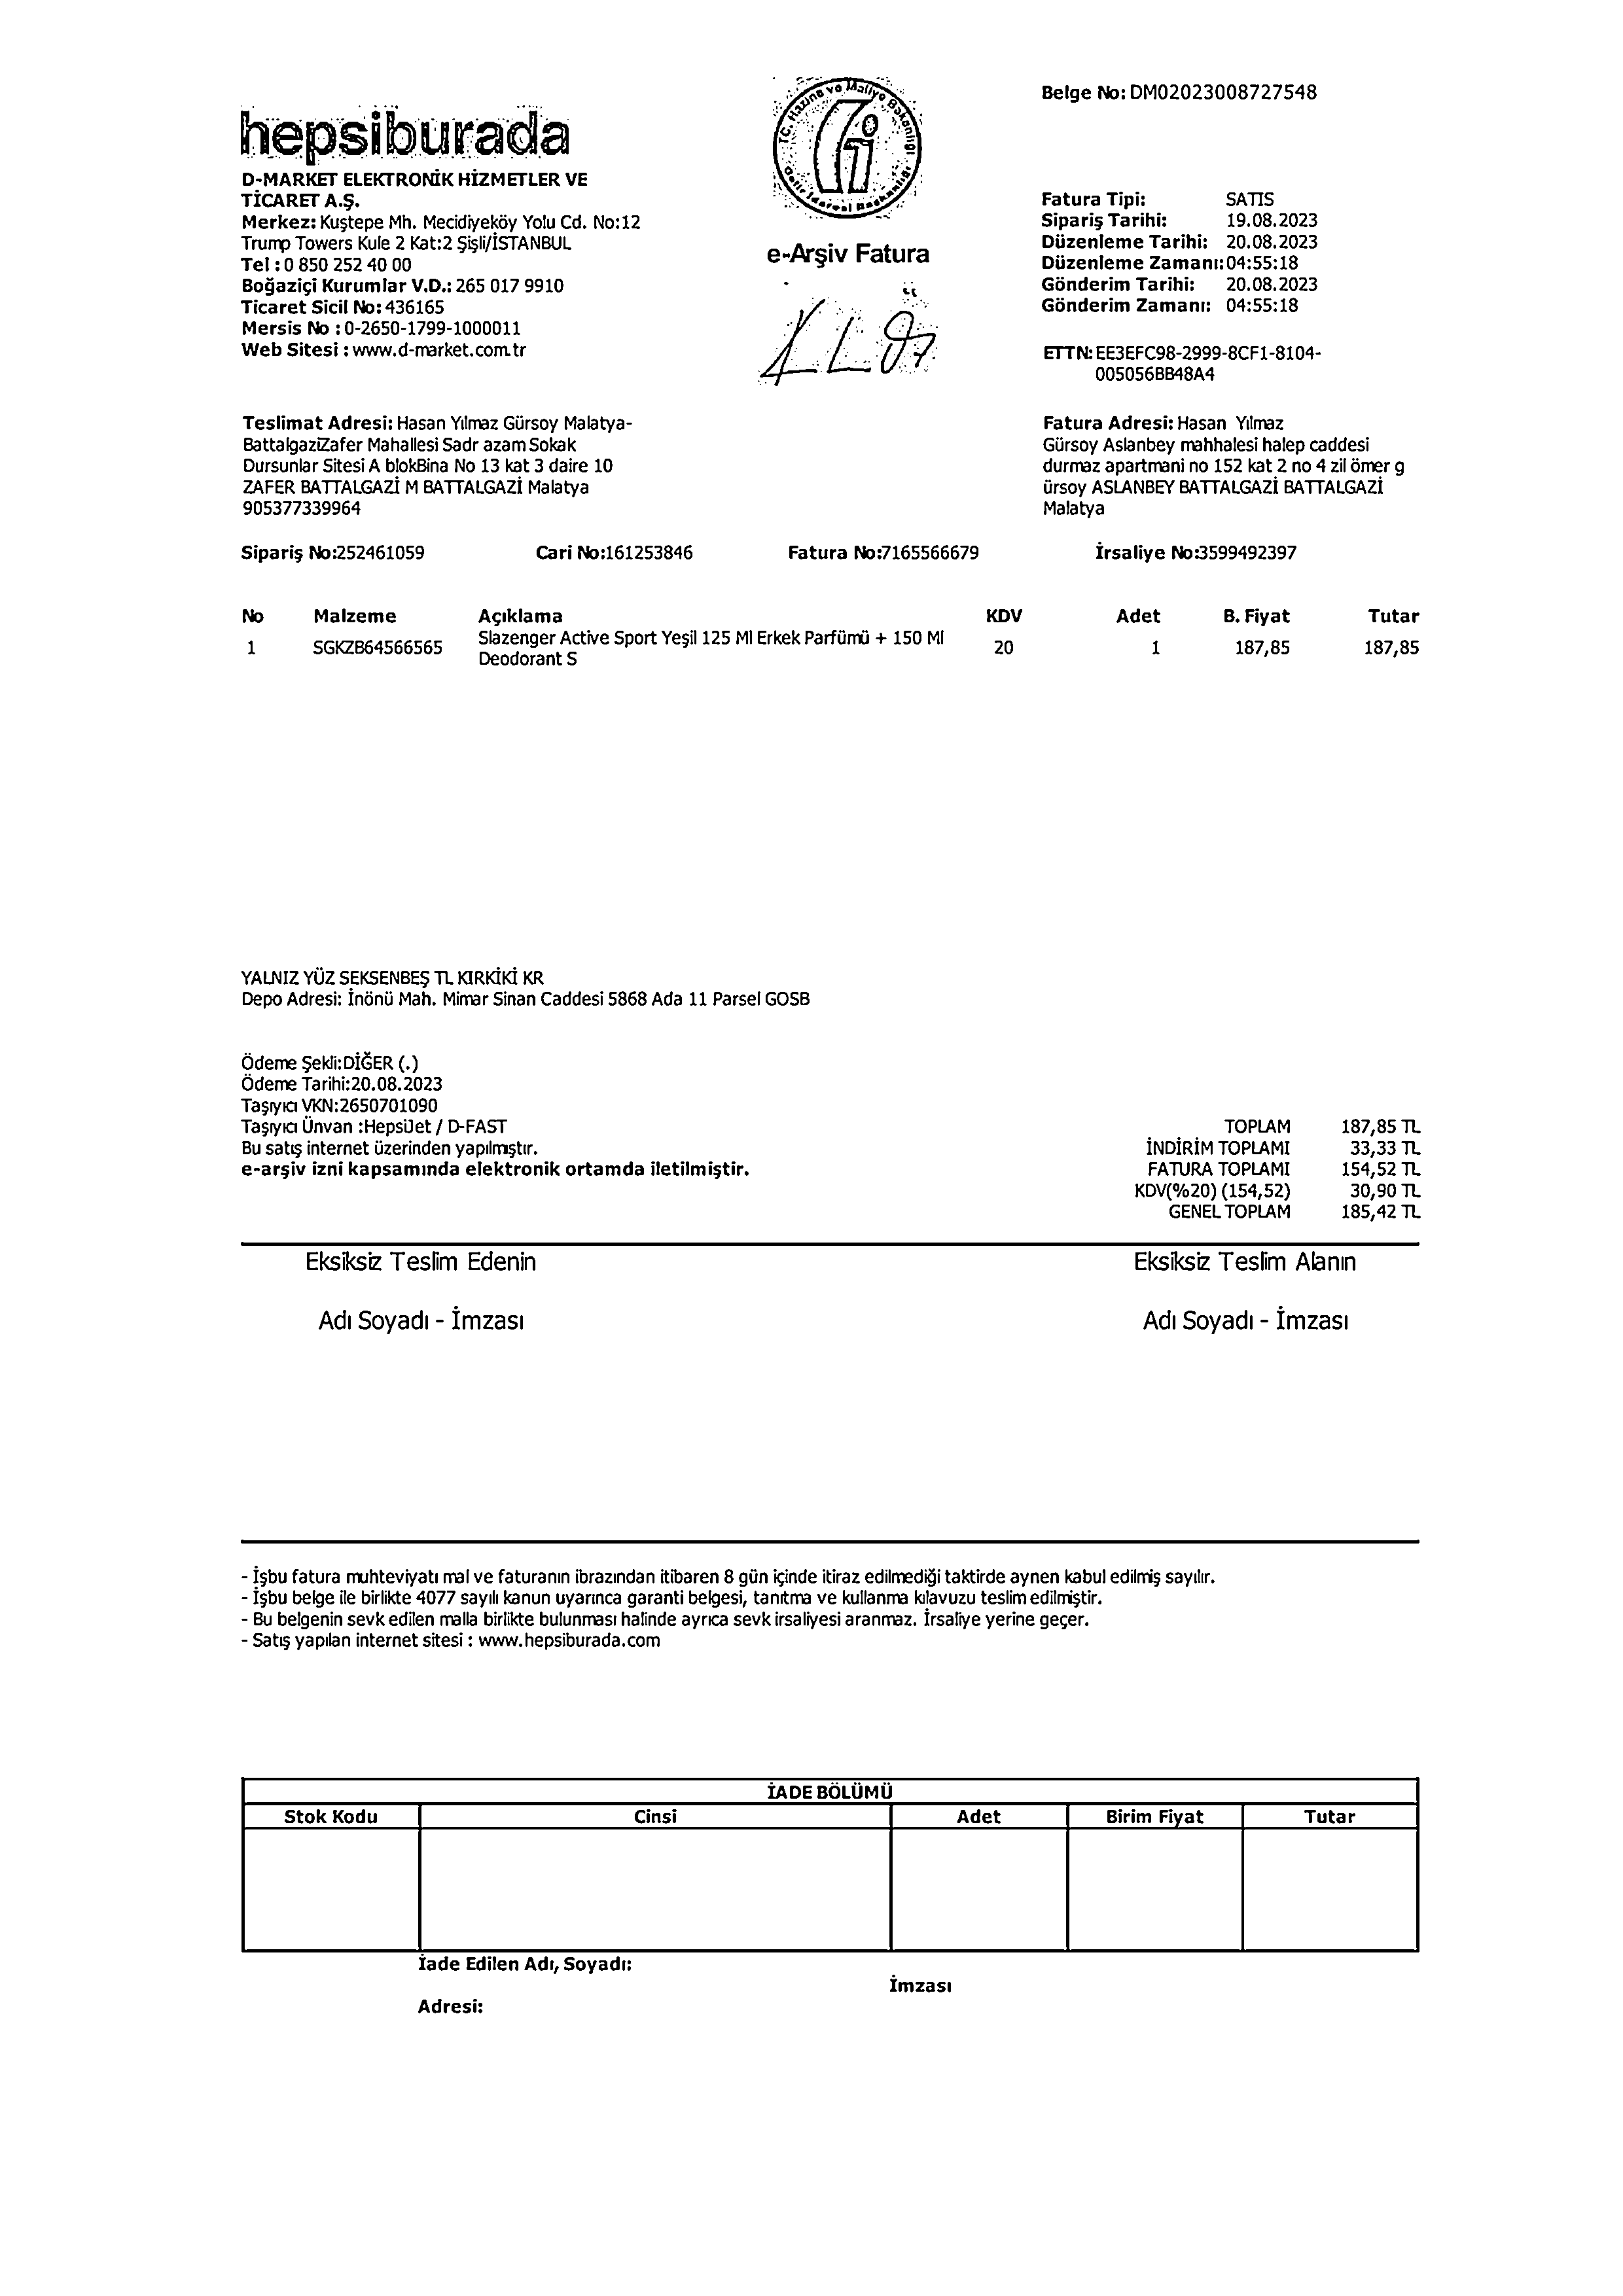 hepsiburada
D-MARKET ELEKTRONİK HİZMETLER VE
TİCARET A.Ş.
Merkez: Kuştepe Mh. Mecidiyeköy Yolu Cd. No:12
Trump Towers Kule 2 Kat:2 Şişli/İSTANBUL
Tel : 0 850 252 40 00
Boğaziçi Kurumlar V.D.: 265 017 9910
Ticaret Sicil No: 436165
Mersis No : 0-2650-1799-1000011
Web Sitesi : www.d-market.com.tr
T.C. Hazine ve Maliye Bakanlığı
Gelir İdaresi Başkanlığı
e-Arşiv Fatura
Belge No: DM02023008727548
Fatura Tipi: SATIS
Sipariş Tarihi: 19.08.2023
Düzenleme Tarihi: 20.08.2023
Düzenleme Zamanı: 04:55:18
Gönderim Tarihi: 20.08.2023
Gönderim Zamanı: 04:55:18
ETTN: EE3EFC98-2999-8CF1-8104-
005056BB48A4
Teslimat Adresi: Hasan Yılmaz Gürsoy Malatya-
BattalgaziZafer Mahallesi Sadr azam Sokak
Dursunlar Sitesi A blokBina No 13 kat 3 daire 10
ZAFER BATTALGAZİ M BATTALGAZİ Malatya
905377339964
Fatura Adresi: Hasan Yılmaz
Gürsoy Aslanbey mahhalesi halep caddesi
durmaz apartmani no 152 kat 2 no 4 zil ömer g
ürsoy ASLANBEY BATTALGAZİ BATTALGAZİ
Malatya
Sipariş No:252461059 Cari No:161253846 Fatura No:7165566679 İrsaliye No:3599492397
No Malzeme Açıklama KDV Adet B. Fiyat Tutar
1 SGKZB64566565 Slazenger Active Sport Yeşil 125 Ml Erkek Parfümü + 150 Ml 20 1 187,85 187,85
Deodorant S
YALNIZ YÜZ SEKSENBEŞ TL KIRKİKİ KR
Depo Adresi: İnönü Mah. Mimar Sinan Caddesi 5868 Ada 11 Parsel GOSB
Ödeme Şekli:DİĞER (.)
Ödeme Tarihi:20.08.2023
Taşıyıcı VKN:2650701090
Taşıyıcı Ünvan :HepsiJet / D-FAST
Bu satış internet üzerinden yapılmıştır.
e-arşiv izni kapsamında elektronik ortamda iletilmiştir.
TOPLAM 187,85 TL
İNDİRİM TOPLAMI 33,33 TL
FATURA TOPLAMI 154,52 TL
KDV(%20) (154,52) 30,90 TL
GENEL TOPLAM 185,42 TL
Eksiksiz Teslim Edenin Eksiksiz Teslim Alanın
Adı Soyadı - İmzası Adı Soyadı - İmzası
- İşbu fatura muhteviyatı mal ve faturanın ibrazından itibaren 8 gün içinde itiraz edilmediği taktirde aynen kabul edilmiş sayılır.
- İşbu belge ile birlikte 4077 sayılı kanun uyarınca garanti belgesi, tanıtma ve kullanma kılavuzu teslim edilmiştir.
- Bu belgenin sevk edilen malla birlikte bulunması halinde ayrıca sevk irsaliyesi aranmaz. İrsaliye yerine geçer.
- Satış yapılan internet sitesi : www.hepsiburada.com
İADE BÖLÜMÜ
Stok Kodu Cinsi Adet Birim Fiyat Tutar
İade Edilen Adı, Soyadı:
İmzası
Adresi: